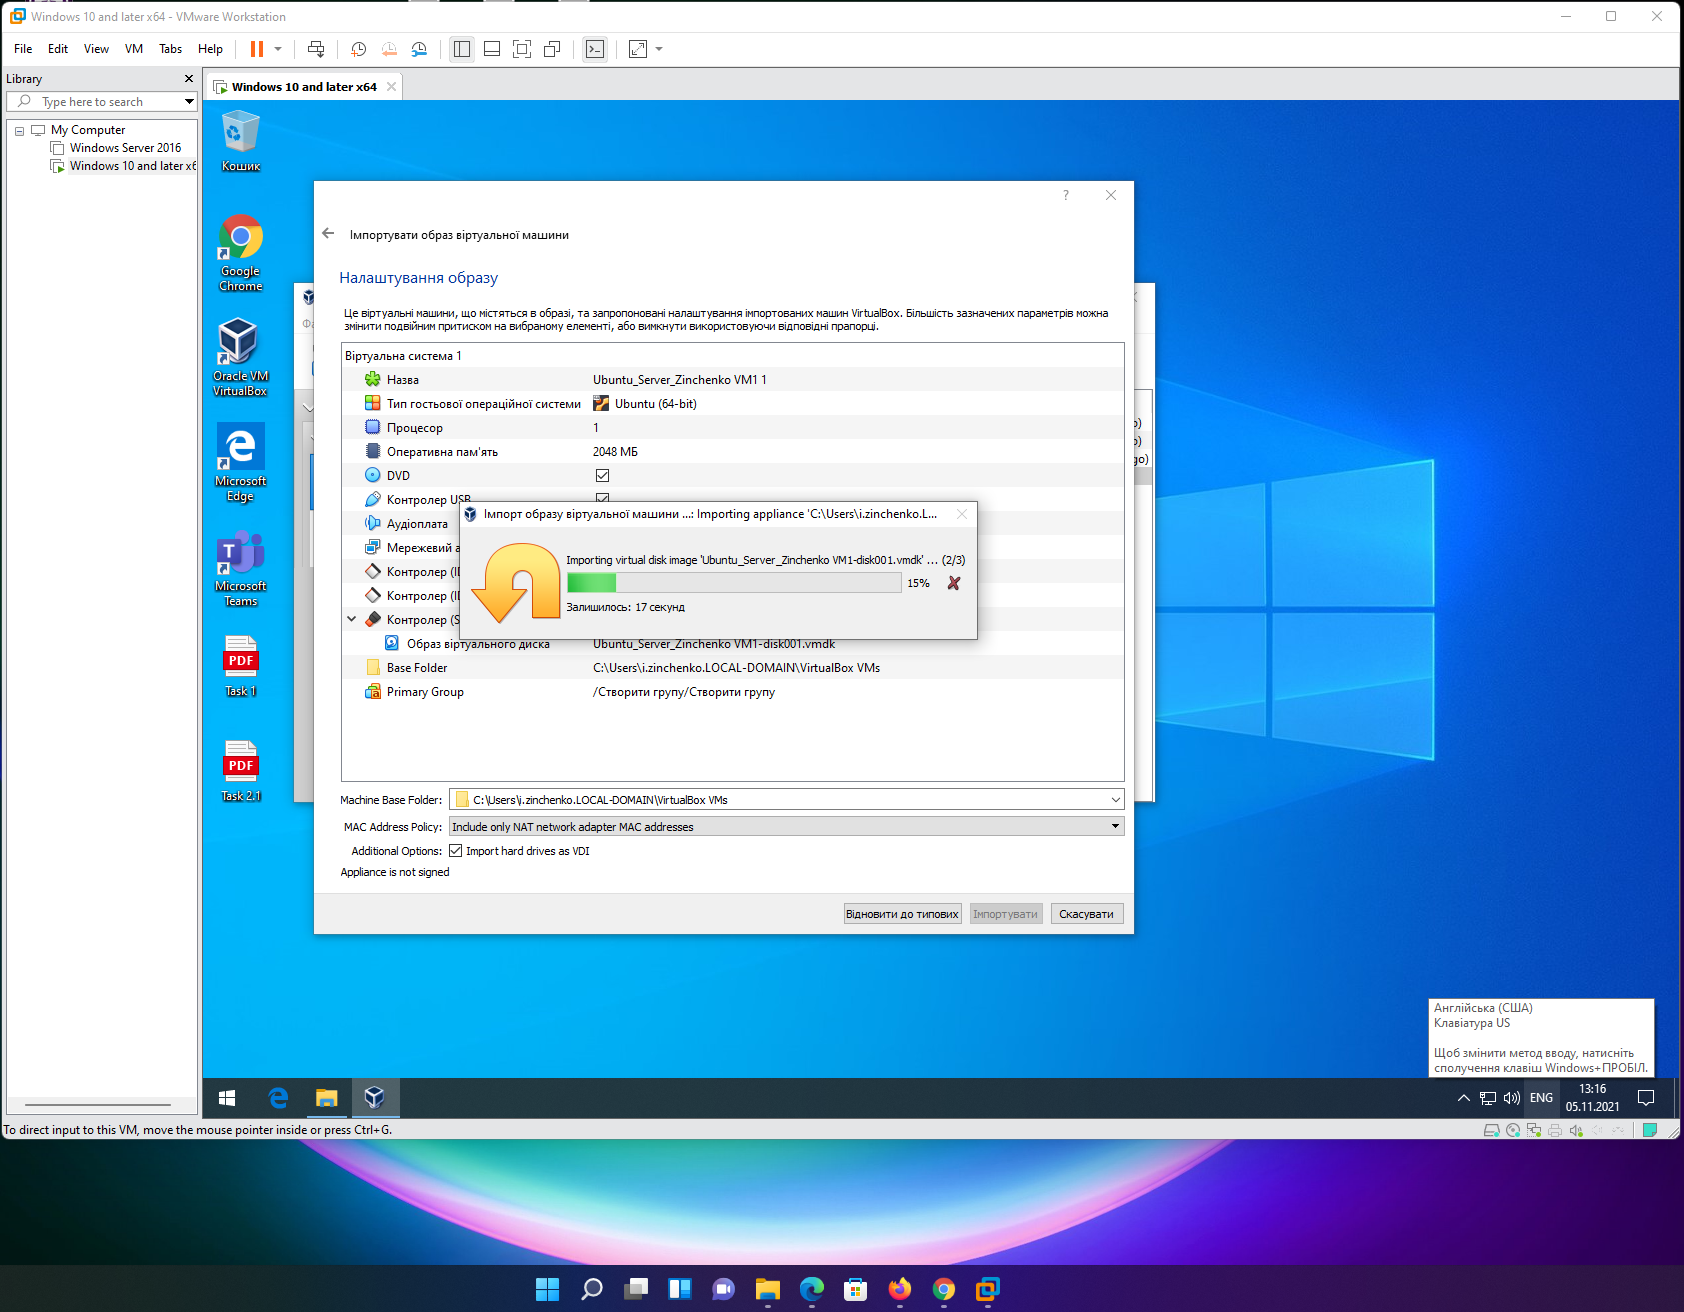 Windows 10 and later x64 - VMware Workstation
File Edit View VM Tabs Help
Library
Type here to search
My Computer
Windows Server 2016
Windows 10 and later x6
Windows 10 and later x64
Кошик
Google
Chrome
Oracle VM
VirtualBox
Microsoft
Edge
Microsoft
Teams
PDF
Task 1
PDF
Task 2.1
Імпортувати образ віртуальної машини
Налаштування образу
Це віртуальні машини, що містяться в образі, та запропоновані налаштування імпортованих машин VirtualBox. Більшість зазначених параметрів можна
змінити подвійним притиском на вибраному елементі, або вимкнути використовуючи відповідні прапорці.
Віртуальна система 1
Назва Ubuntu_Server_Zinchenko VM1 1
Тип гостьової операційної системи Ubuntu (64-bit)
Процесор 1
Оперативна пам'ять 2048 МБ
DVD
Контролер USB
Аудіоплата
Мережевий а
Контролер (I
Контролер (I
Контролер (S
Образ віртуального диска Ubuntu_Server_Zinchenko VM1-disk001.vmdk
Base Folder C:\Users\i.zinchenko.LOCAL-DOMAIN\VirtualBox VMs
Primary Group /Створити групу/Створити групу
Імпорт образу віртуальної машини ...: Importing appliance 'C:\Users\i.zinchenko.L...
Importing virtual disk image 'Ubuntu_Server_Zinchenko VM1-disk001.vmdk' ... (2/3)
15%
Залишилось: 17 секунд
Machine Base Folder: C:\Users\i.zinchenko.LOCAL-DOMAIN\VirtualBox VMs
MAC Address Policy: Include only NAT network adapter MAC addresses
Additional Options: Import hard drives as VDI
Appliance is not signed
Відновити до типових Імпортувати Скасувати
Англійська (США)
Клавіатура US
Щоб змінити метод вводу, натисніть
сполучення клавіш Windows+ПРОБІЛ.
ENG
13:16
05.11.2021
To direct input to this VM, move the mouse pointer inside or press Ctrl+G.